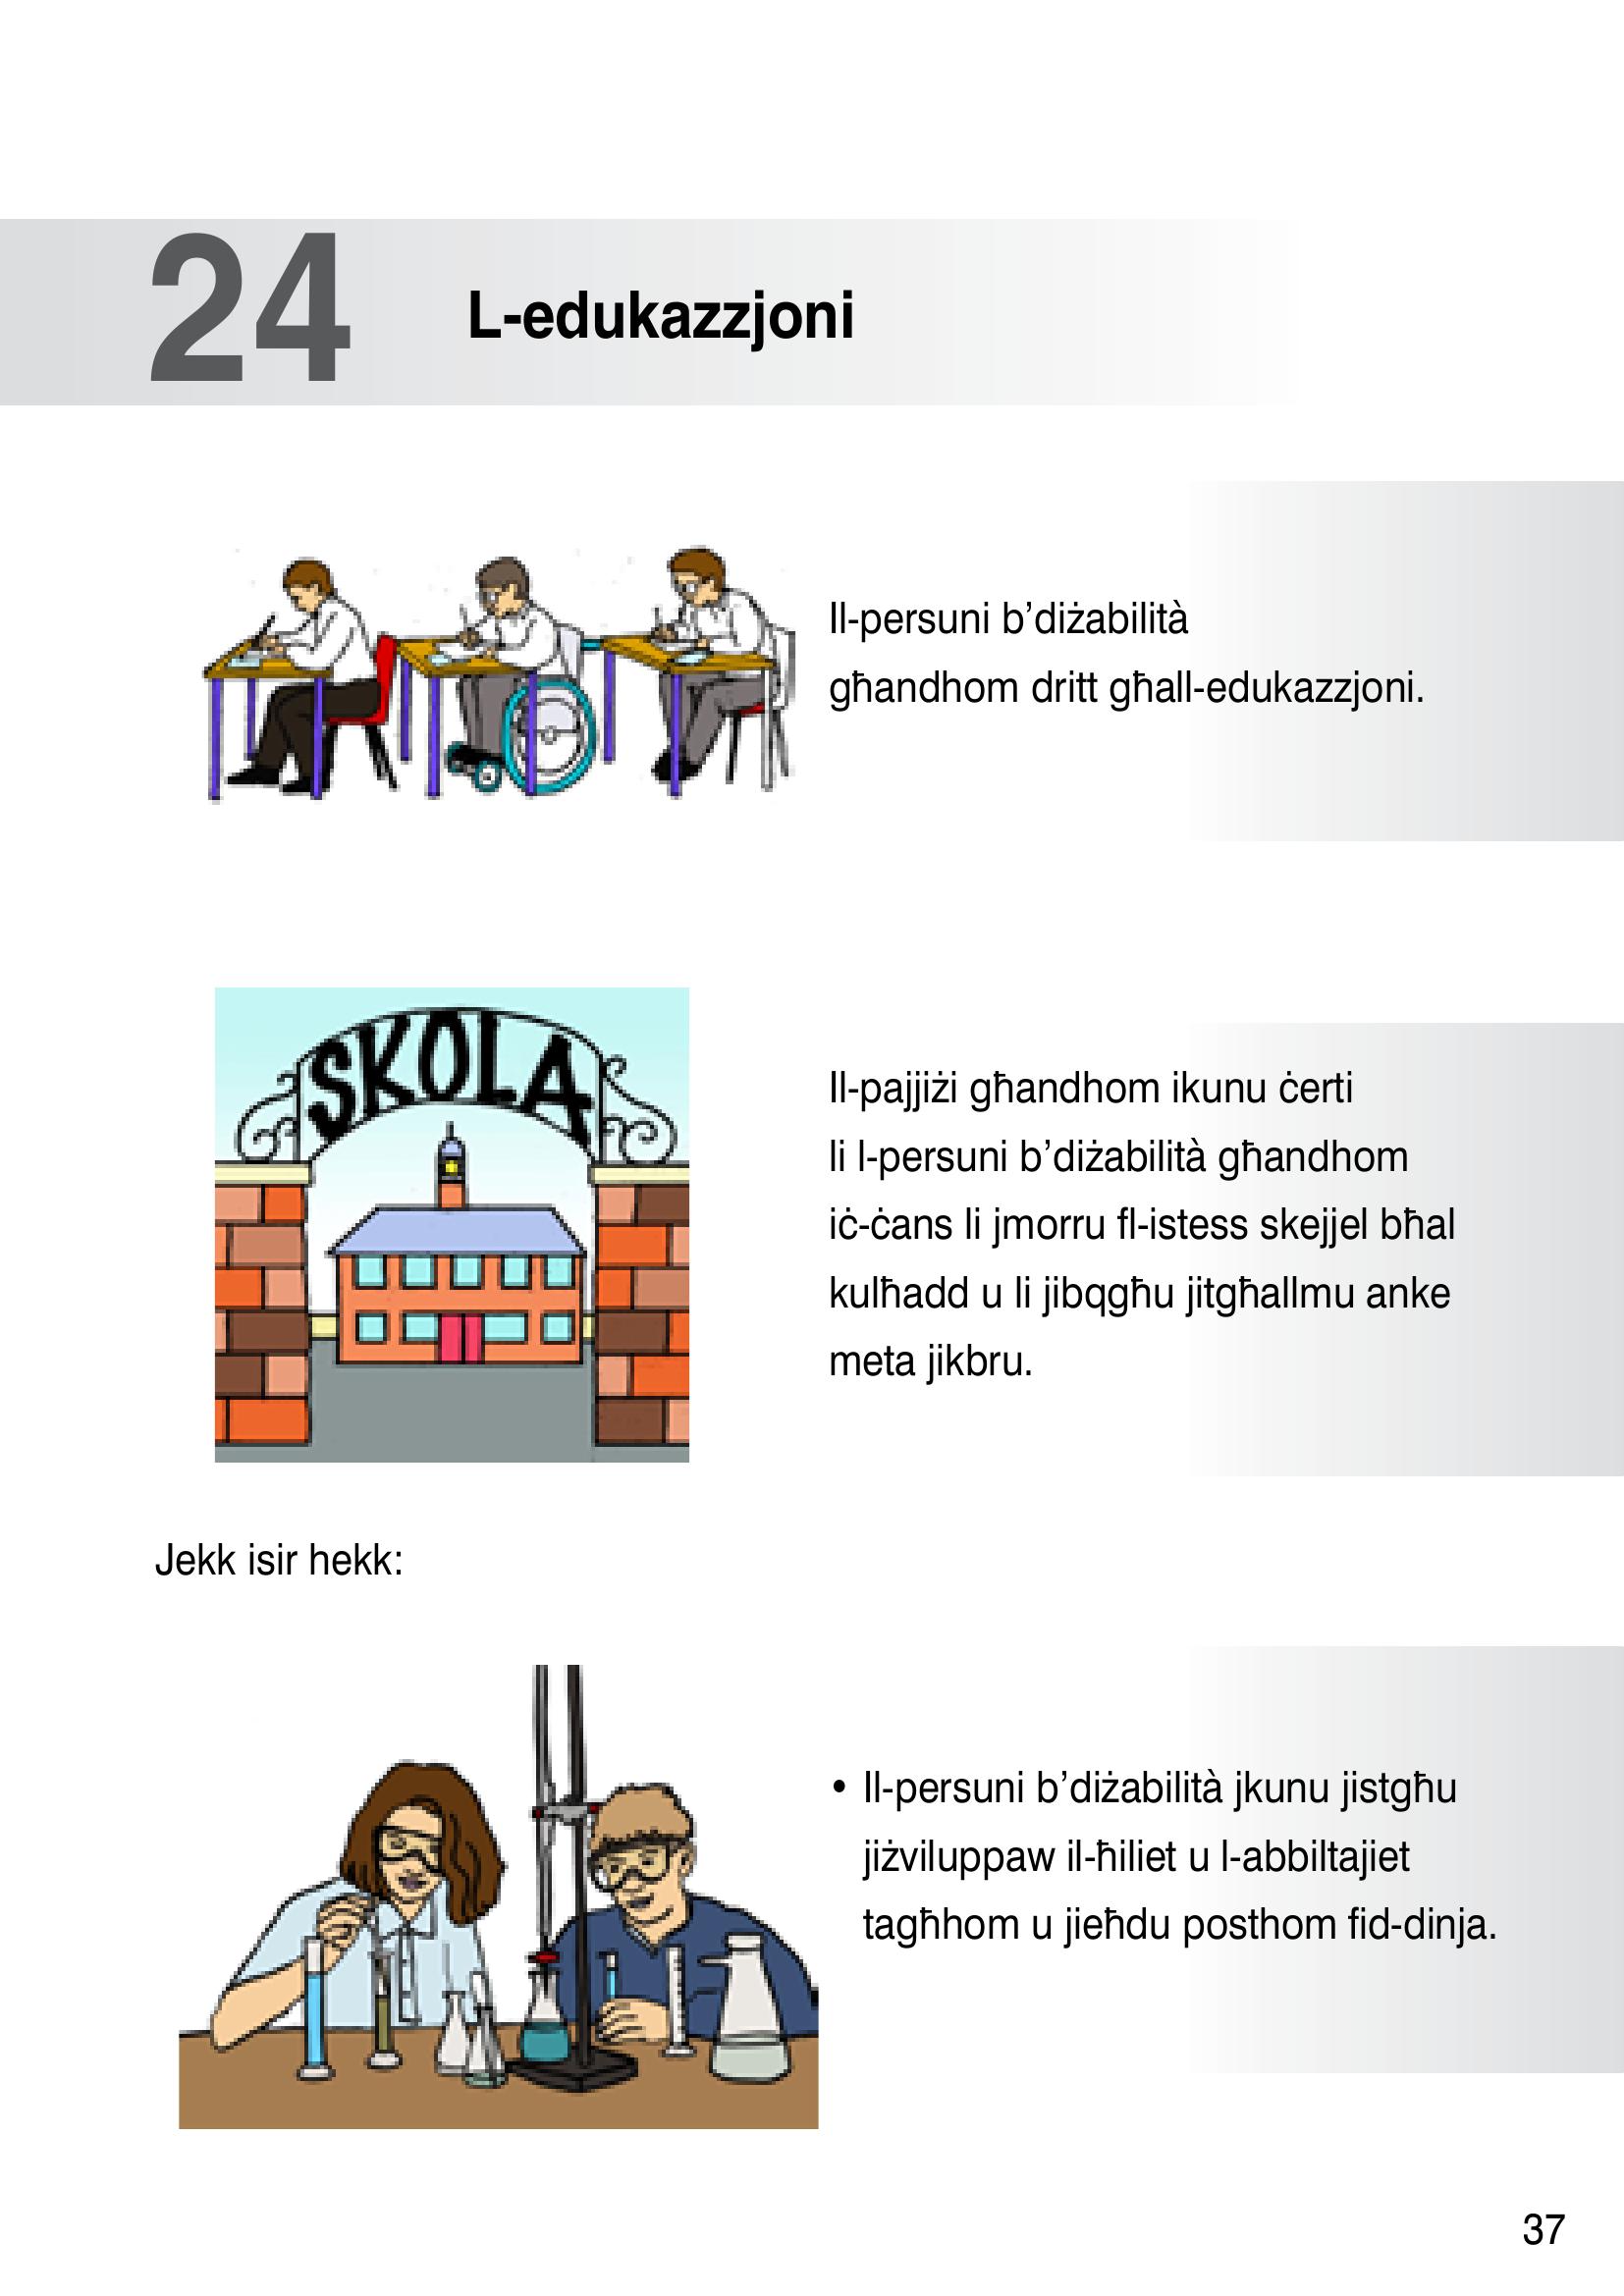 24
L-edukazzjoni
Il-persuni b’diżabilità
għandhom dritt għall-edukazzjoni.
SKOLA
Il-pajjiżi għandhom ikunu ċerti
li l-persuni b’diżabilità għandhom
iċ-ċans li jmorru fl-istess skejjel bħal
kulħadd u li jibqgħu jitgħallmu anke
meta jikbru.
Jekk isir hekk:
• Il-persuni b’diżabilità jkunu jistgħu
jiżviluppaw il-ħiliet u l-abbiltajiet
tagħhom u jieħdu posthom fid-dinja.
37